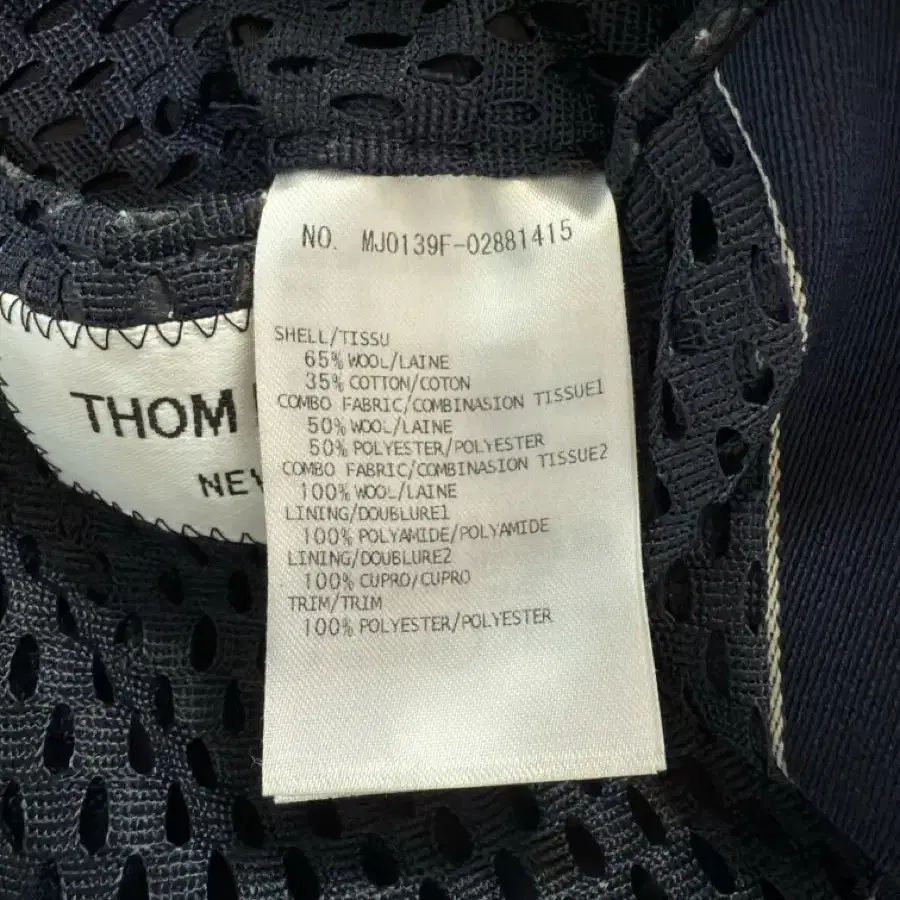 NO. MJ0139F-02881415
SHELL/TISSU
65% WOOL/LAINE
35% COTTON/COTON
COMBO FABRIC/COMBINASION TISSUE1
50% WOOL/LAINE
50% POLYESTER/POLYESTER
COMBO FABRIC/COMBINASION TISSUE2
100% WOOL/LAINE
LINING/DOUBLURE1
100% POLYAMIDE/POLYAMIDE
LINING/DOUBLURE2
100% CUPRO/CUPRO
TRIM/TRIM
100% POLYESTER/POLYESTER
THOM
NEW